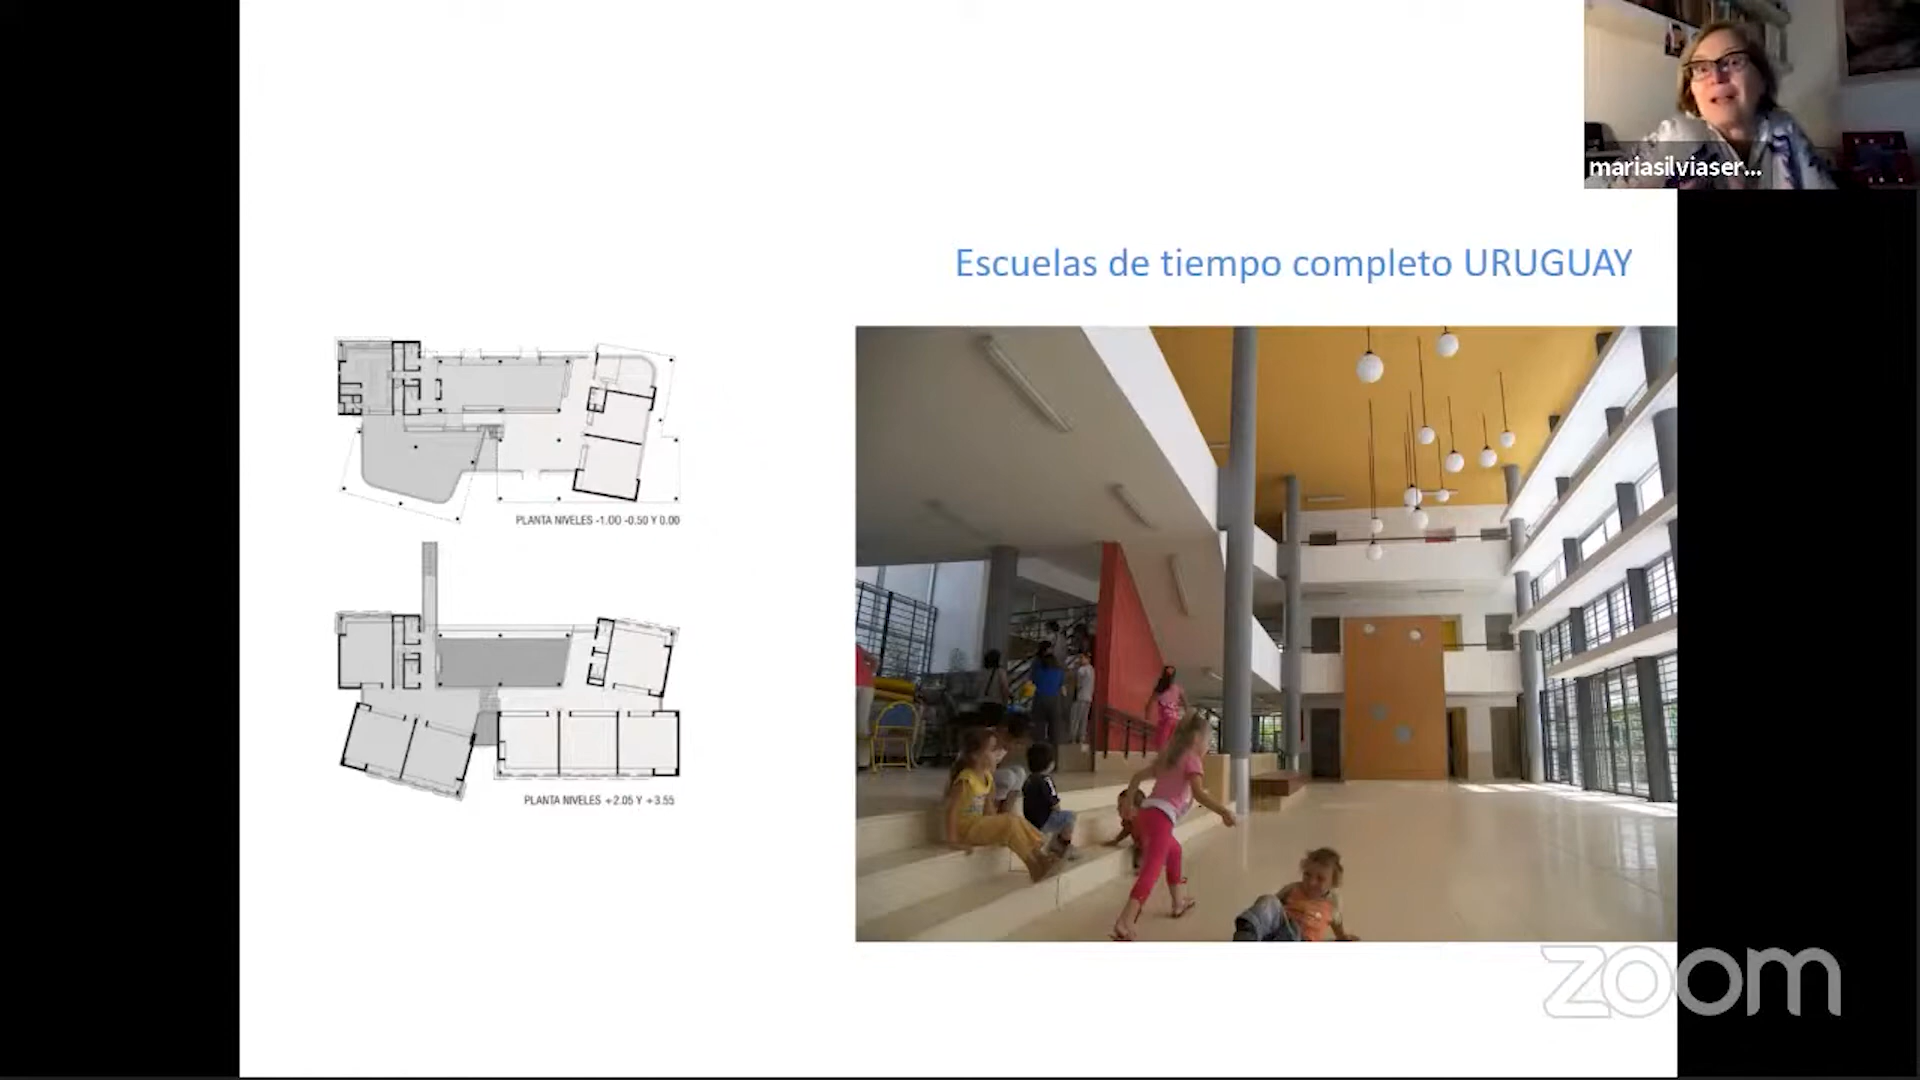 mariasilviaser...
Escuelas de tiempo completo URUGUAY
PLANTA NIVELES -1.00 -0.50 Y 0.00
PLANTA NIVELES +2.05 Y +3.55
zoom